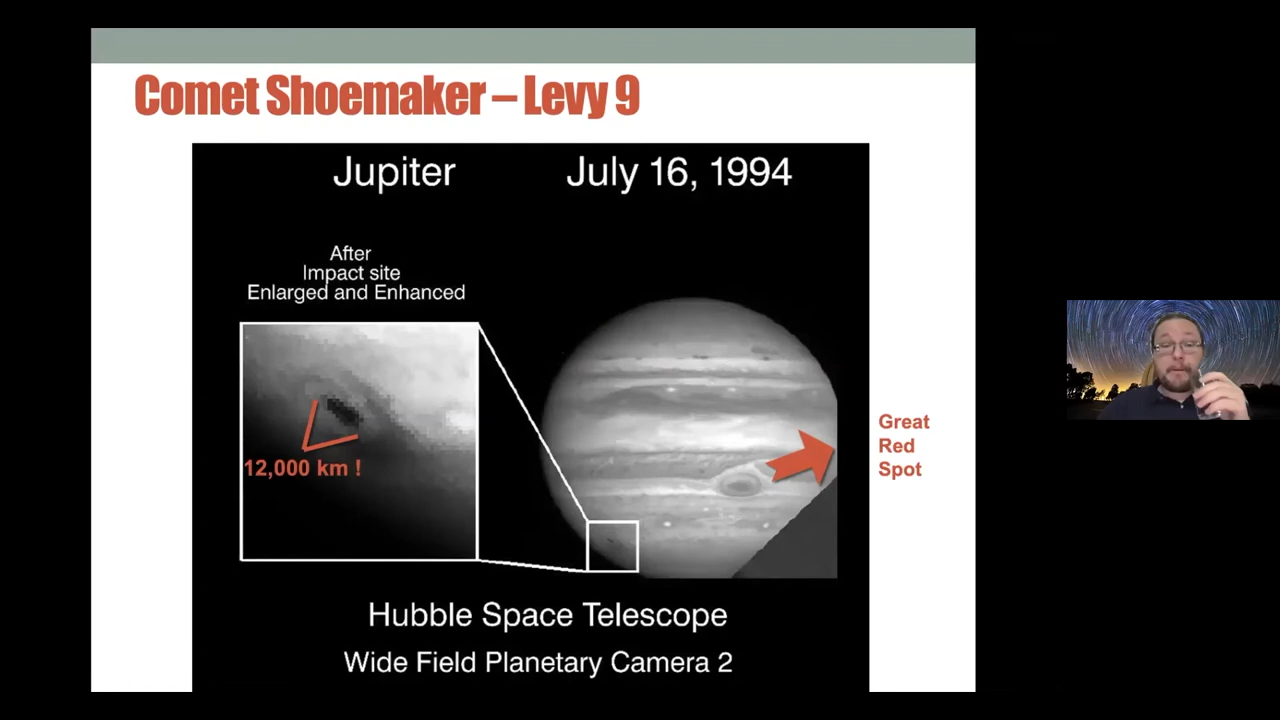 Comet Shoemaker – Levy 9
Jupiter
July 16, 1994
After
Impact site
Enlarged and Enhanced
12,000 km !
Great
Red
Spot
Hubble Space Telescope
Wide Field Planetary Camera 2